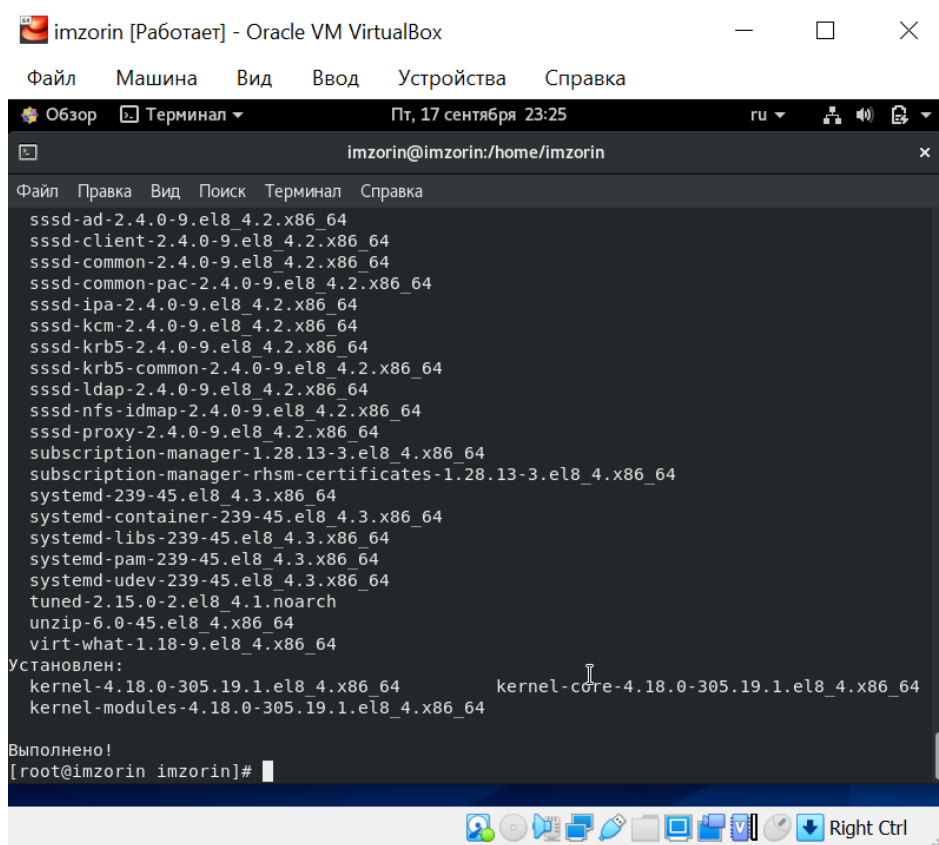 imzorin [Работает] - Oracle VM VirtualBox
Файл Машина Вид Ввод Устройства Справка
Обзор Терминал Пт, 17 сентября 23:25 ru
imzorin@imzorin:/home/imzorin
Файл Правка Вид Поиск Терминал Справка
sssd-ad-2.4.0-9.el8_4.2.x86_64
sssd-client-2.4.0-9.el8_4.2.x86_64
sssd-common-2.4.0-9.el8_4.2.x86_64
sssd-common-pac-2.4.0-9.el8_4.2.x86_64
sssd-ipa-2.4.0-9.el8_4.2.x86_64
sssd-kcm-2.4.0-9.el8_4.2.x86_64
sssd-krb5-2.4.0-9.el8_4.2.x86_64
sssd-krb5-common-2.4.0-9.el8_4.2.x86_64
sssd-ldap-2.4.0-9.el8_4.2.x86_64
sssd-nfs-idmap-2.4.0-9.el8_4.2.x86_64
sssd-proxy-2.4.0-9.el8_4.2.x86_64
subscription-manager-1.28.13-3.el8_4.x86_64
subscription-manager-rhsm-certificates-1.28.13-3.el8_4.x86_64
systemd-239-45.el8_4.3.x86_64
systemd-container-239-45.el8_4.3.x86_64
systemd-libs-239-45.el8_4.3.x86_64
systemd-pam-239-45.el8_4.3.x86_64
systemd-udev-239-45.el8_4.3.x86_64
tuned-2.15.0-2.el8_4.1.noarch
unzip-6.0-45.el8_4.x86_64
virt-what-1.18-9.el8_4.x86_64
Установлен:
kernel-4.18.0-305.19.1.el8_4.x86_64 kernel-core-4.18.0-305.19.1.el8_4.x86_64
kernel-modules-4.18.0-305.19.1.el8_4.x86_64
Выполнено!
[root@imzorin imzorin]#
Right Ctrl